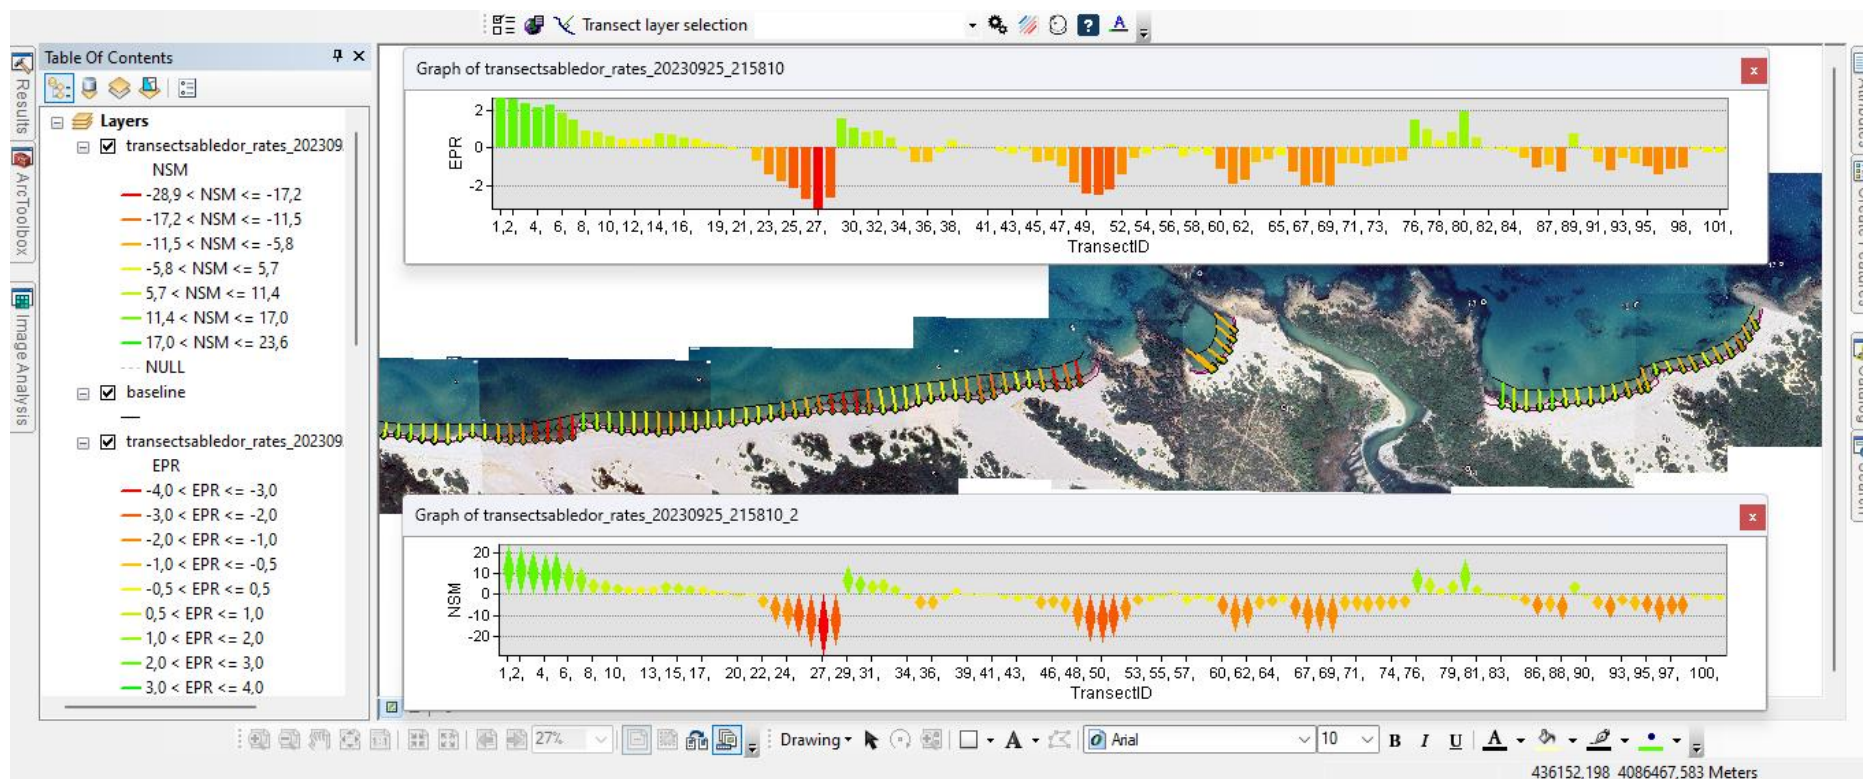 Transect layer selection
Table Of Contents
Results
ArcToolbox
Image Analysis
Layers
transectsabledor_rates_202309
NSM
-28,9 < NSM <= -17,2
-17,2 < NSM <= -11,5
-11,5 < NSM <= -5,8
-5,8 < NSM <= 5,7
5,7 < NSM <= 11,4
11,4 < NSM <= 17,0
17,0 < NSM <= 23,6
NULL
baseline
transectsabledor_rates_202309
EPR
-4,0 < EPR <= -3,0
-3,0 < EPR <= -2,0
-2,0 < EPR <= -1,0
-1,0 < EPR <= -0,5
-0,5 < EPR <= 0,5
0,5 < EPR <= 1,0
1,0 < EPR <= 2,0
2,0 < EPR <= 3,0
3,0 < EPR <= 4,0
Graph of transectsabledor_rates_20230925_215810
x
EPR
2
0
-2
1,2, 4, 6, 8, 10, 12, 14, 16, 19, 21, 23, 25, 27, 30, 32, 34, 36, 38, 41, 43, 45, 47, 49, 52, 54, 56, 58, 60, 62, 65, 67, 69, 71, 73, 76, 78, 80, 82, 84, 87, 89, 91, 93, 95, 98, 101,
TransectID
Graph of transectsabledor_rates_20230925_215810_2
x
NSM
20
10
0
-10
-20
1,2, 4, 6, 8, 10, 13, 15, 17, 20, 22, 24, 27, 29, 31, 34, 36, 39, 41, 43, 46, 48, 50, 53, 55, 57, 60, 62, 64, 67, 69, 71, 74, 76, 79, 81, 83, 86, 88, 90, 93, 95, 97, 100,
TransectID
27%
Drawing
Arial
10
B I U A
436152,198 4086467,583 Meters